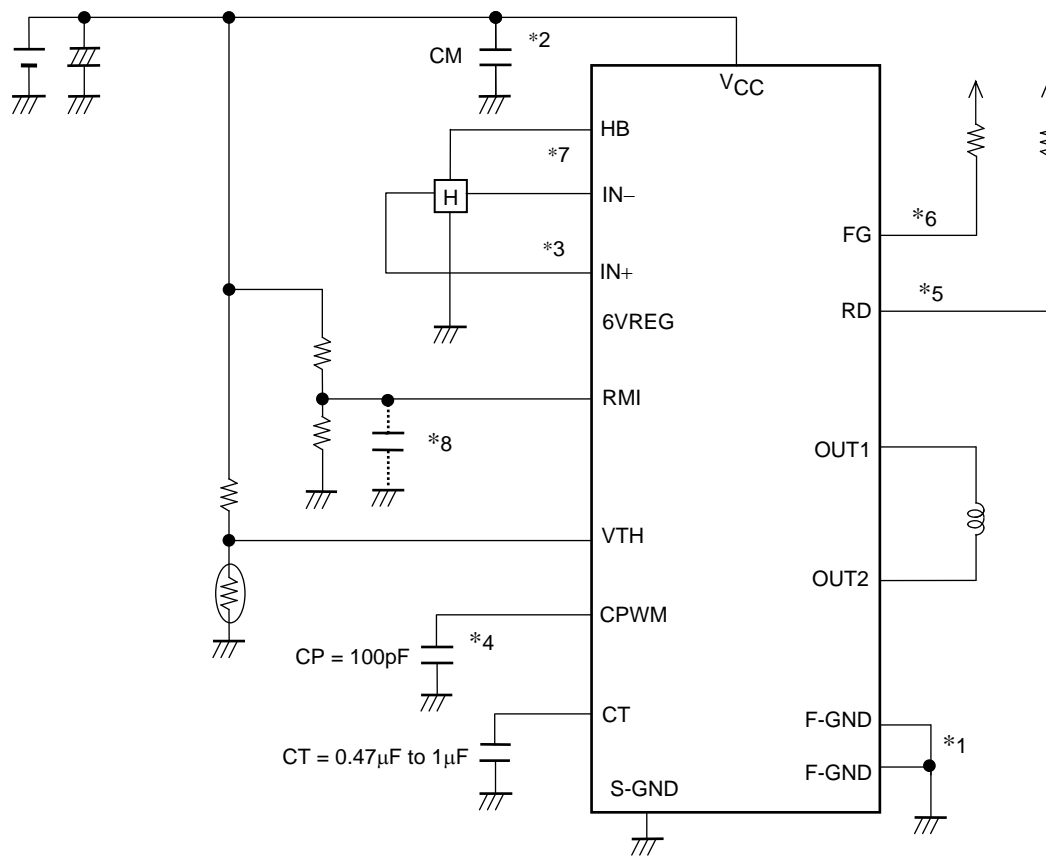 *2
CM
VCC
HB
*7
H
IN−
*6
FG
*3
IN+
*5
RD
6VREG
RMI
*8
OUT1
VTH
OUT2
CPWM
*4
CP = 100pF
CT
F-GND
*1
CT = 0.47μF to 1μF
F-GND
S-GND